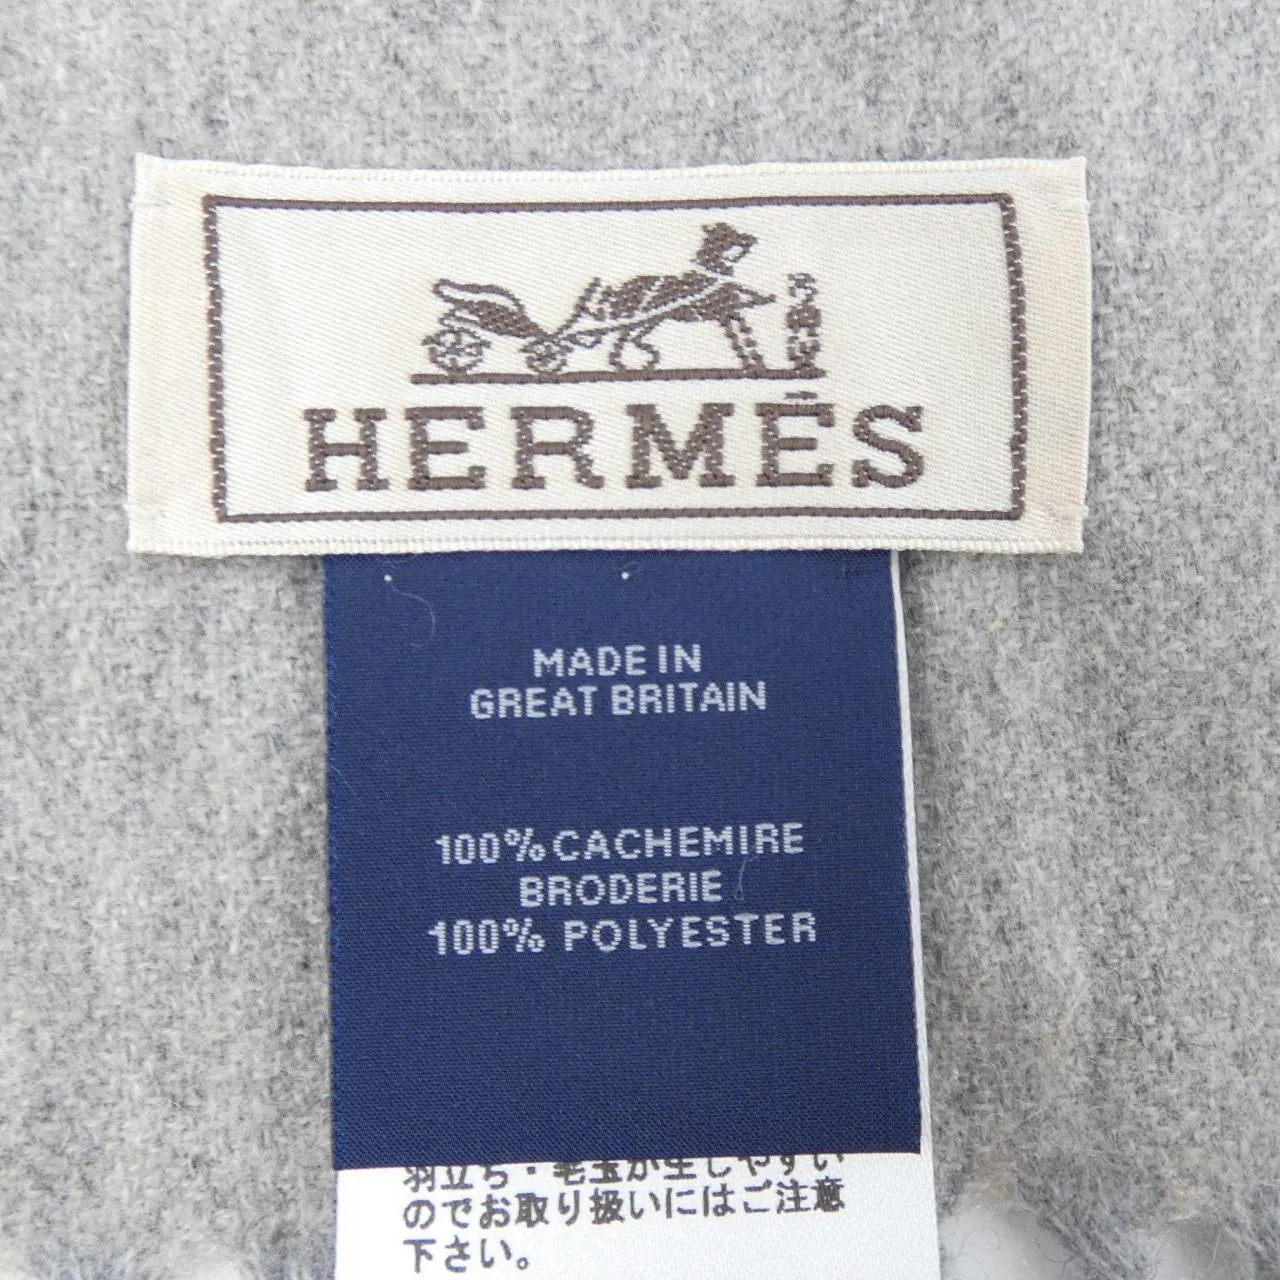 HERMÈS
MADE IN
GREAT BRITAIN
100% CACHEMIRE
BRODERIE
100% POLYESTER
羽立ち・毛玉が生じやすい
のでお取り扱いにはご注意
下さい。